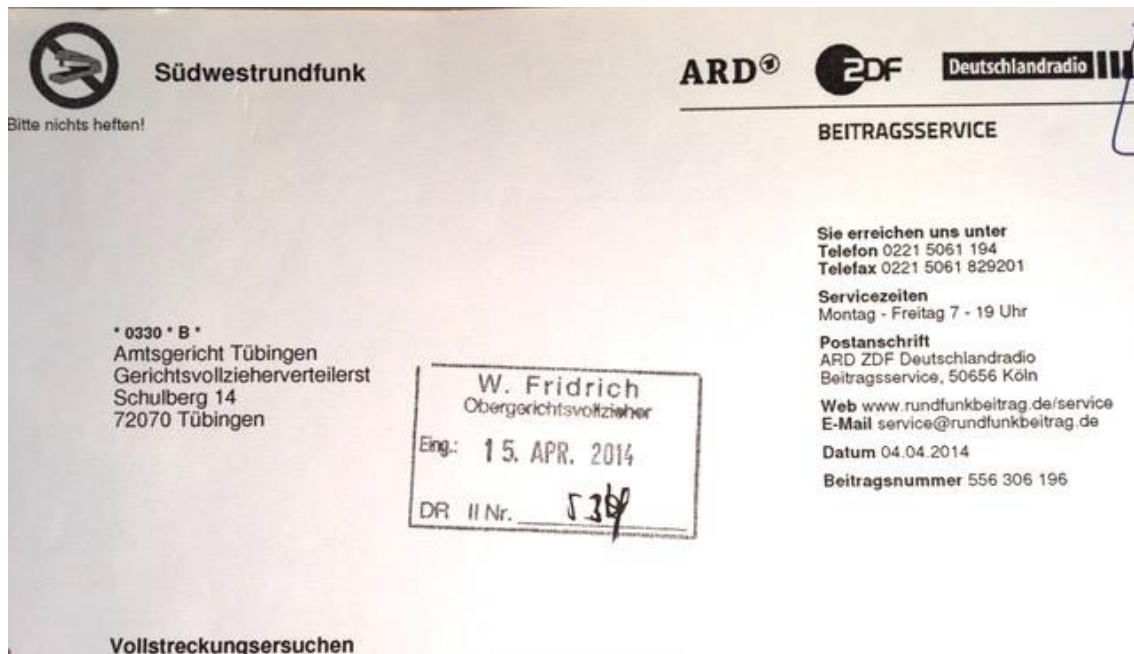 Südwestrundfunk
Bitte nichts heften!
ARD
ZDF
Deutschlandradio
BEITRAGSSERVICE
Sie erreichen uns unter
Telefon 0221 5061 194
Telefax 0221 5061 829201
Servicezeiten
Montag - Freitag 7 - 19 Uhr
Postanschrift
ARD ZDF Deutschlandradio
Beitragsservice, 50656 Köln
Web www.rundfunkbeitrag.de/service
E-Mail service@rundfunkbeitrag.de
Datum 04.04.2014
Beitragsnummer 556 306 196
* 0330 * B *
Amtsgericht Tübingen
Gerichtsvollzieherverteilerst
Schulberg 14
72070 Tübingen
W. Fridrich
Obergerichtsvollzieher
Eing.: 15. APR. 2014
DR II Nr.
Vollstreckungsersuchen